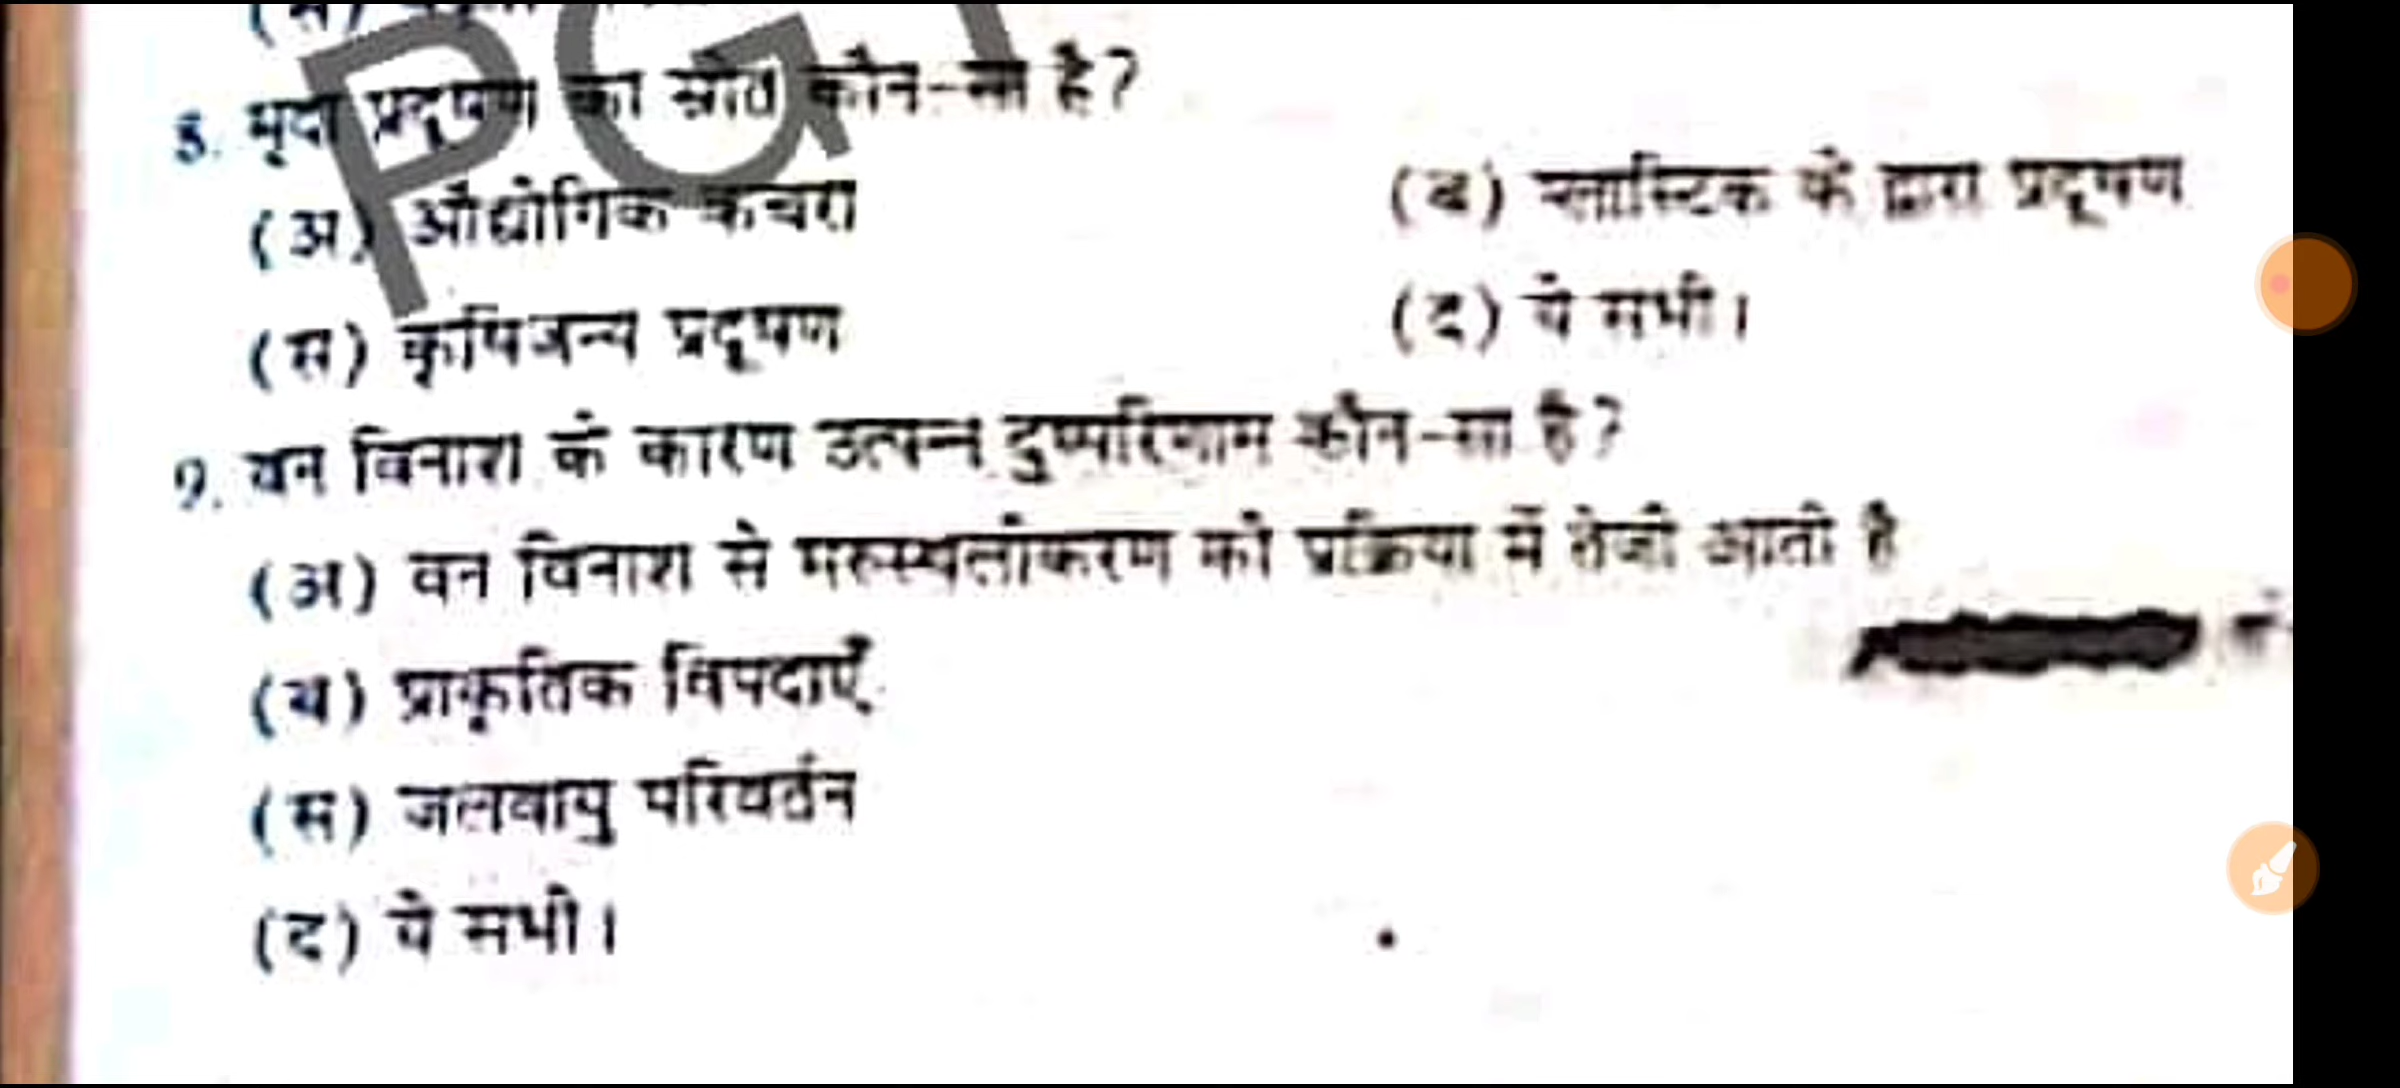 PG
8. मृदा प्रदूषण का स्रोत कौन-सा है?
(अ) औद्योगिक कचरा (ब) प्लास्टिक के द्वारा प्रदूषण
(स) कृषिजन्य प्रदूषण (द) ये सभी।
9. वन विनाश के कारण उत्पन्न दुष्परिणाम कौन-सा है?
(अ) वन विनाश से मरुस्थलीकरण की प्रक्रिया में तेजी आती है
(ब) प्राकृतिक विपदाएँ
(स) जलवायु परिवर्तन
(द) ये सभी।